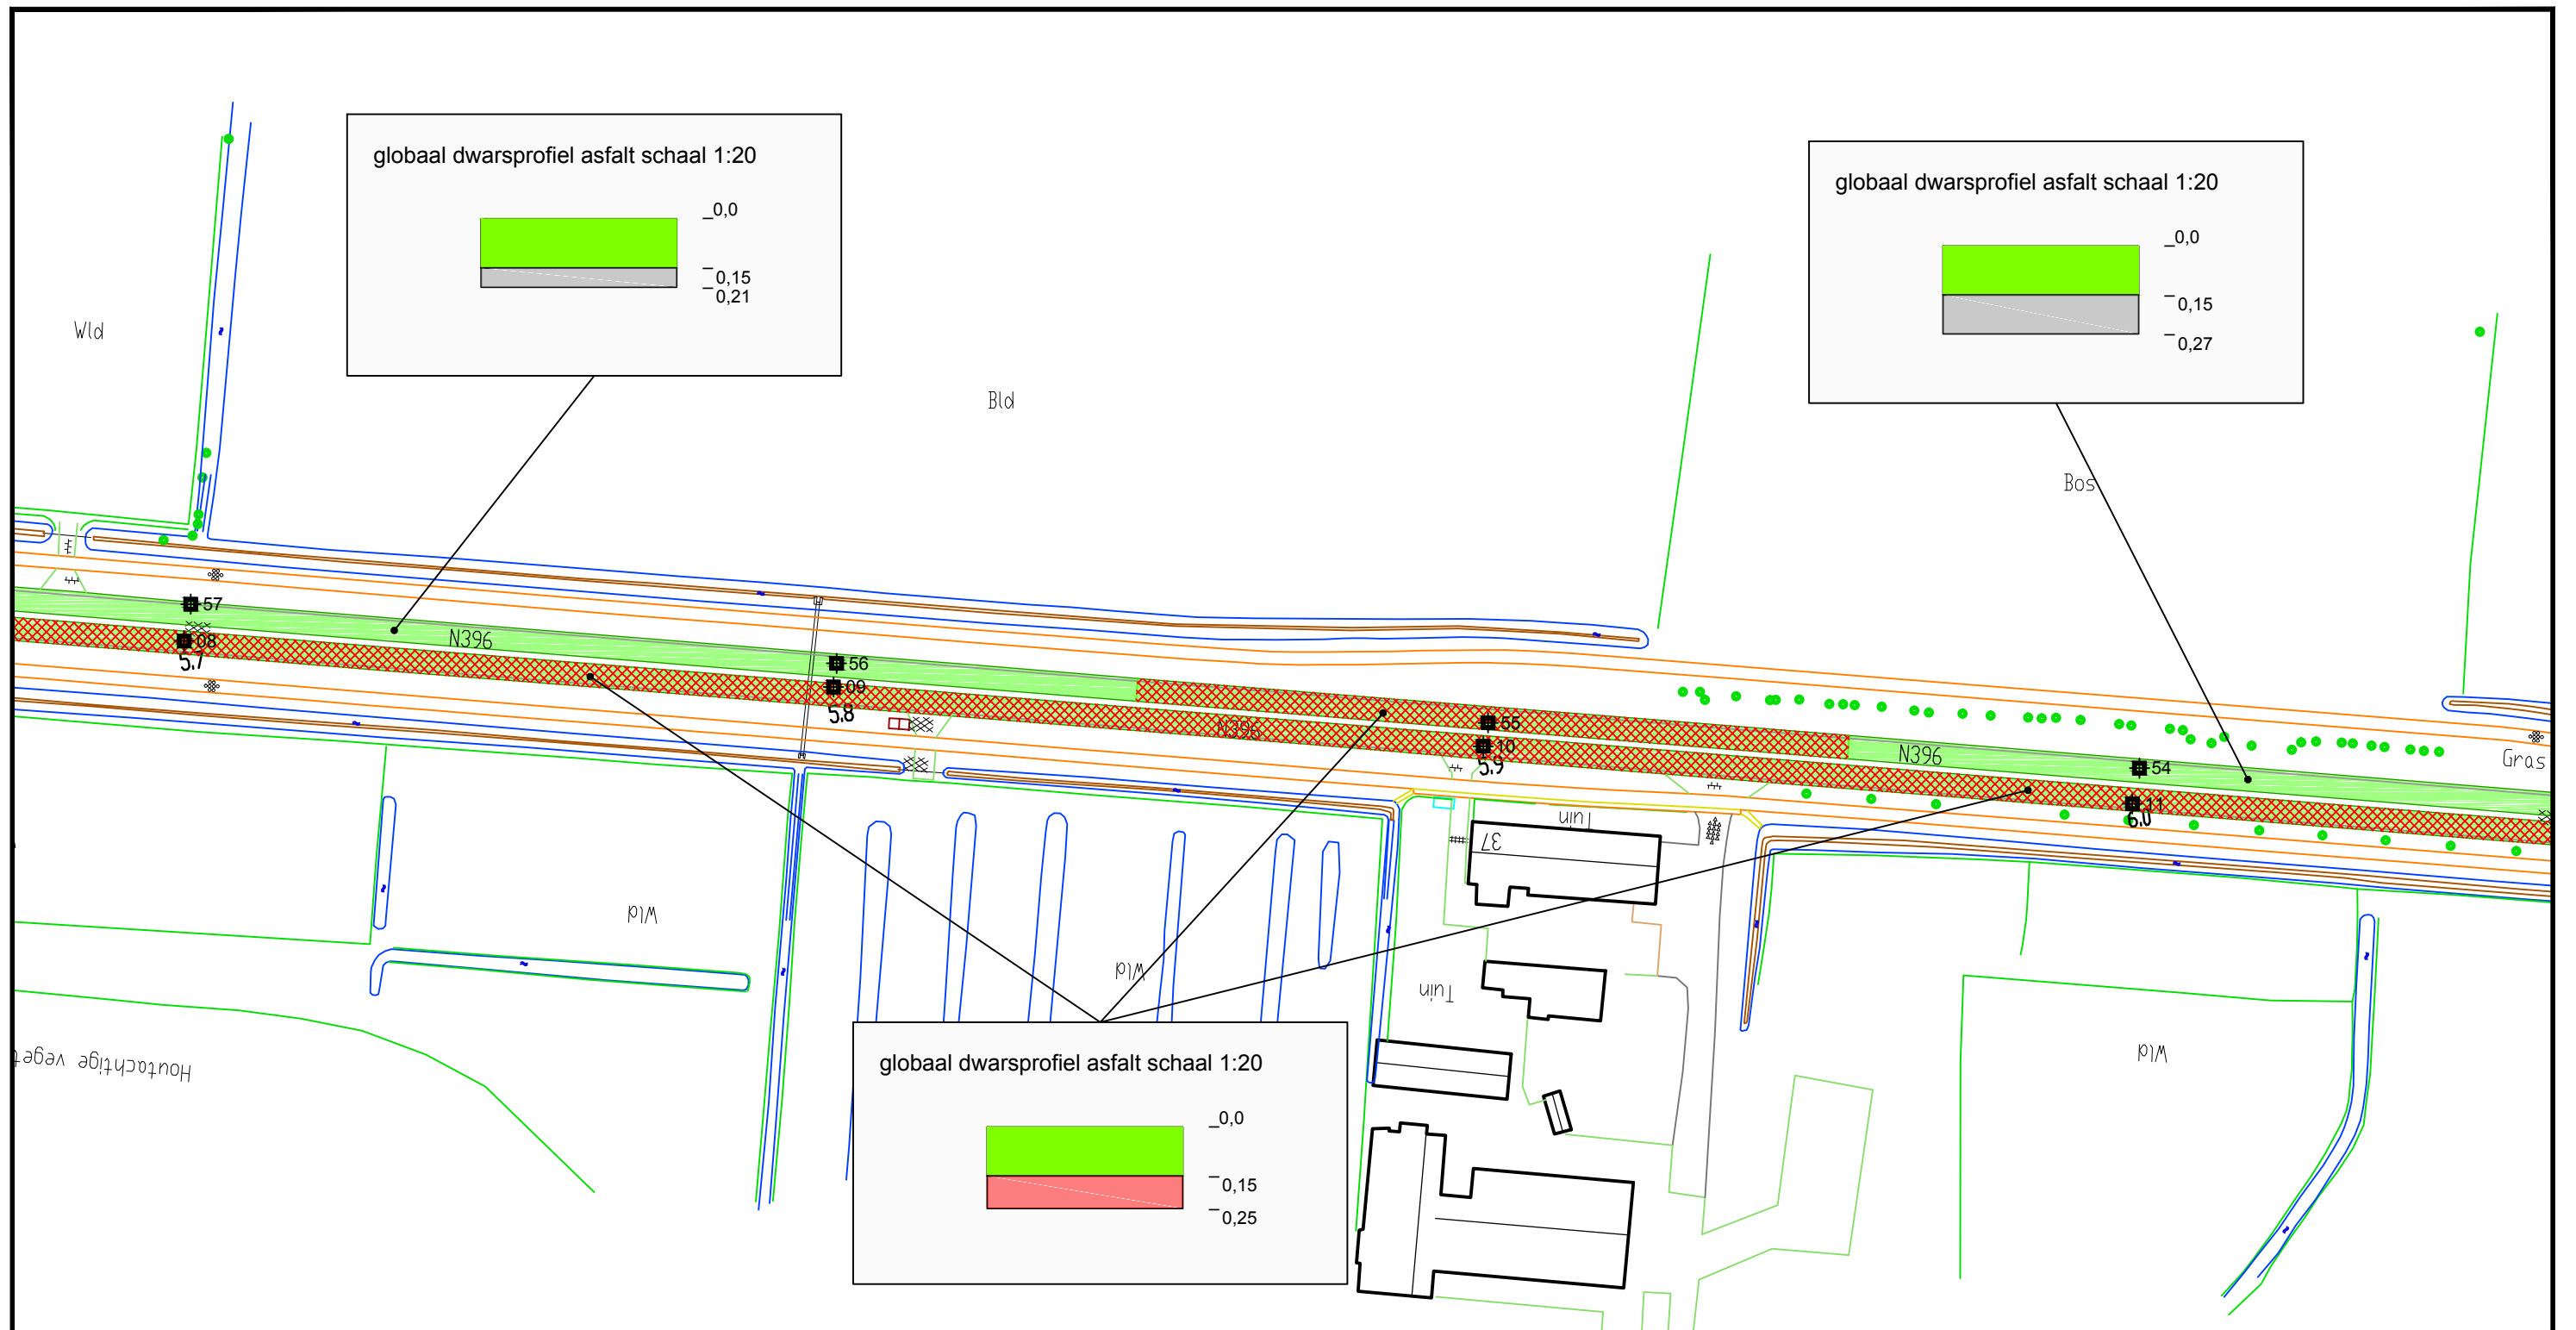 globaal dwarsprofiel asfalt schaal 1:20
_0,0
0,15
0,21
globaal dwarsprofiel asfalt schaal 1:20
_0,0
0,15
0,27
Wld
Bld
Bos
57
08
5.7
N396
56
09
5.8
N396
55
10
5.9
N396
54
11
6.0
Gras
Tuin
37
Wld
Wld
Tuin
Wld
Houtachtige veget
globaal dwarsprofiel asfalt schaal 1:20
_0,0
0,15
0,25